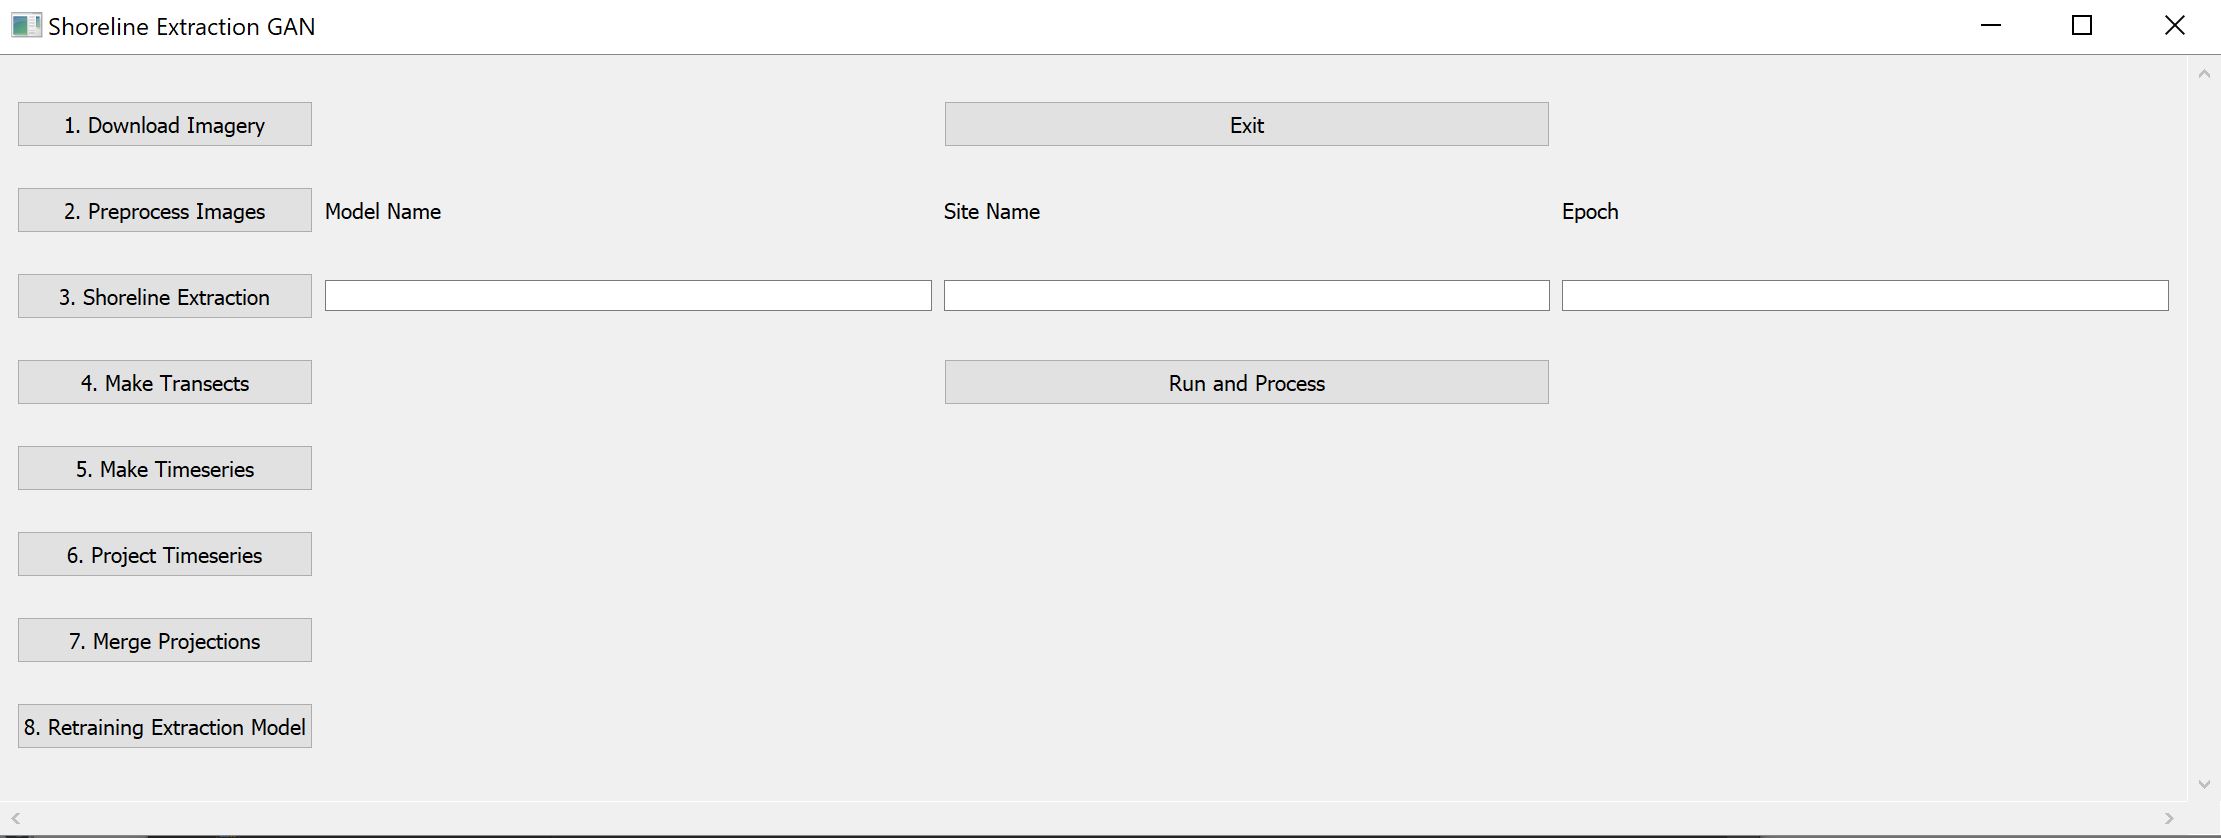 Shoreline Extraction GAN
1. Download Imagery
Exit
2. Preprocess Images
Model Name
Site Name
Epoch
3. Shoreline Extraction
4. Make Transects
Run and Process
5. Make Timeseries
6. Project Timeseries
7. Merge Projections
8. Retraining Extraction Model